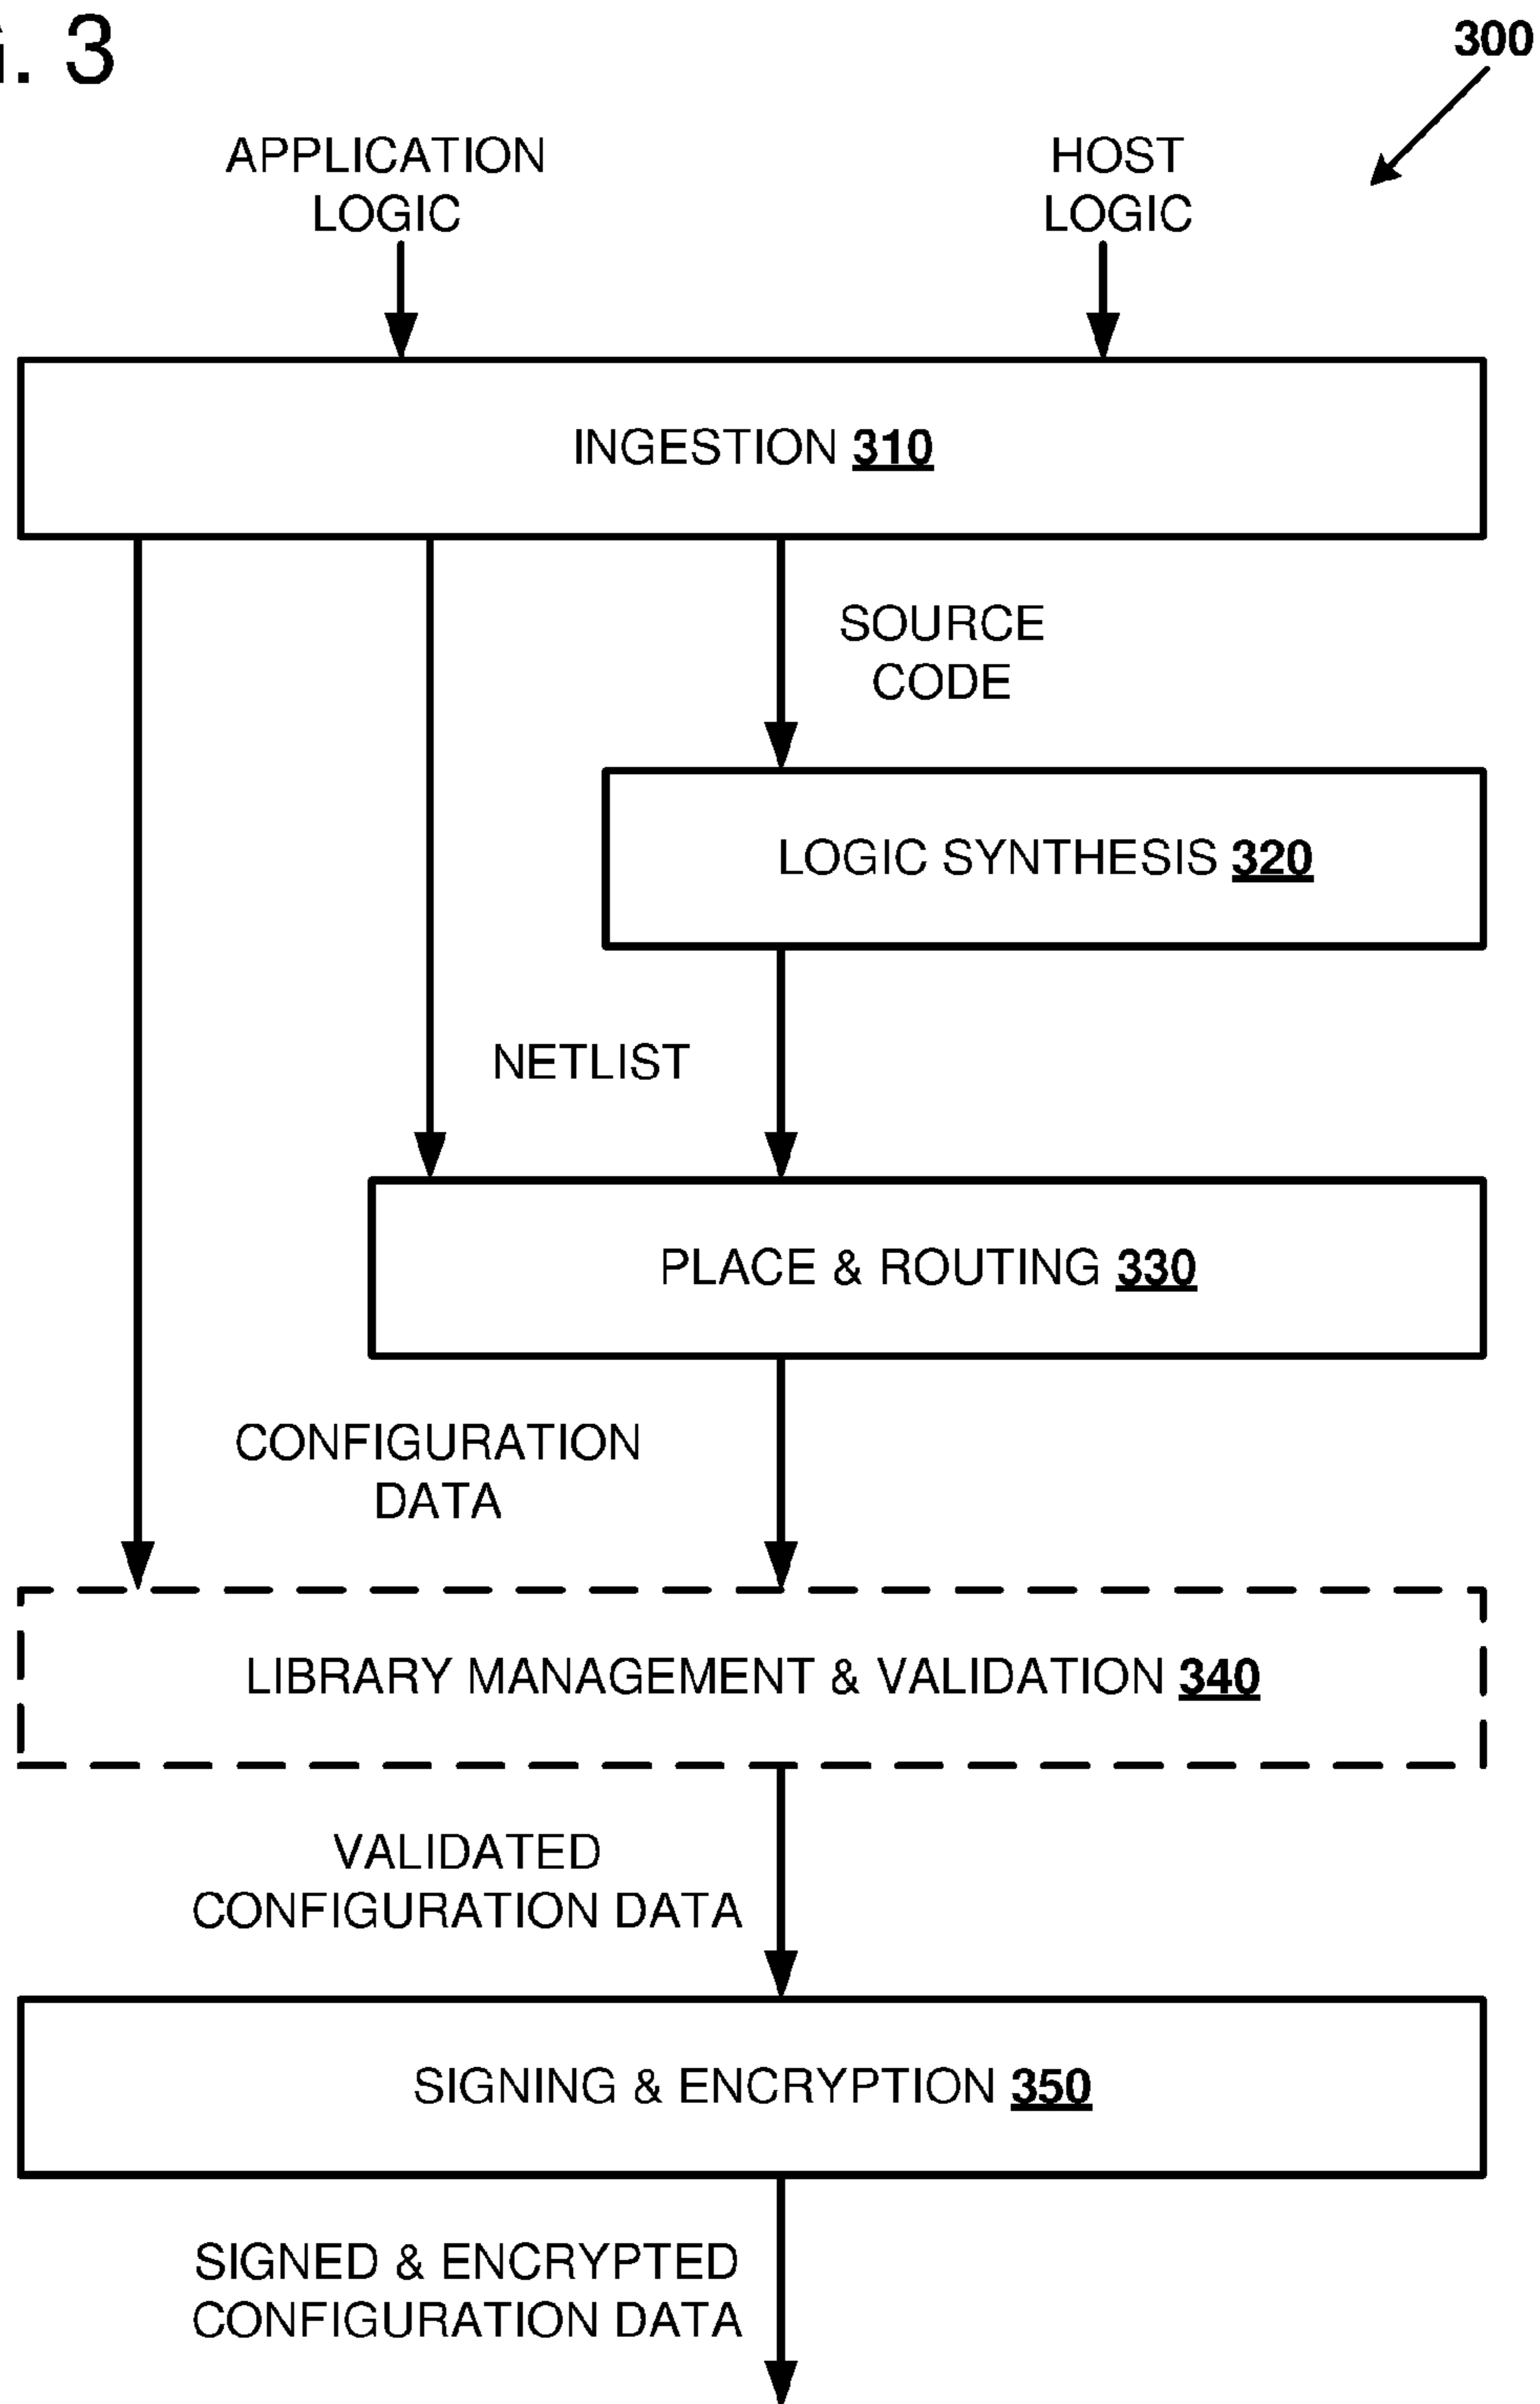 . 3
300
APPLICATION
LOGIC
HOST
LOGIC
INGESTION 310
SOURCE
CODE
LOGIC SYNTHESIS 320
NETLIST
PLACE & ROUTING 330
CONFIGURATION
DATA
LIBRARY MANAGEMENT & VALIDATION 340
VALIDATED
CONFIGURATION DATA
SIGNING & ENCRYPTION 350
SIGNED & ENCRYPTED
CONFIGURATION DATA